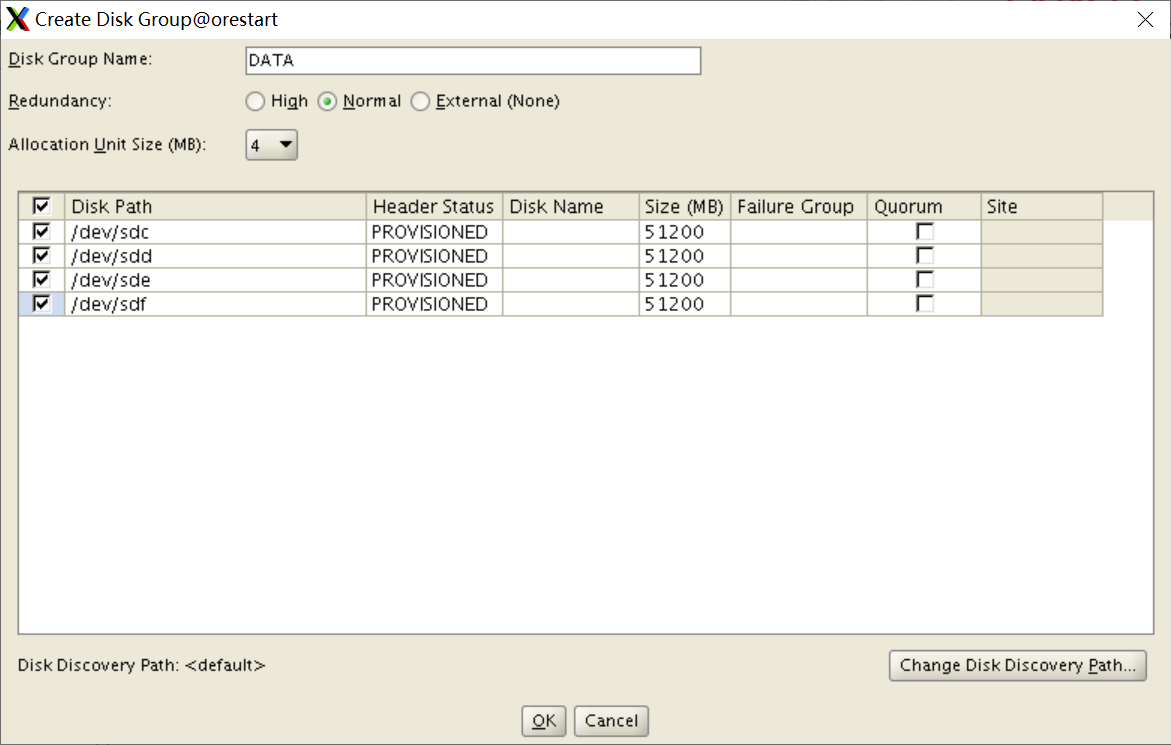 Create Disk Group@orestart
Disk Group Name: DATA
Redundancy: High Normal External (None)
Allocation Unit Size (MB): 4
Disk Path Header Status Disk Name Size (MB) Failure Group Quorum Site
/dev/sdc PROVISIONED 51200
/dev/sdd PROVISIONED 51200
/dev/sde PROVISIONED 51200
/dev/sdf PROVISIONED 51200
Disk Discovery Path: <default> Change Disk Discovery Path...
OK Cancel